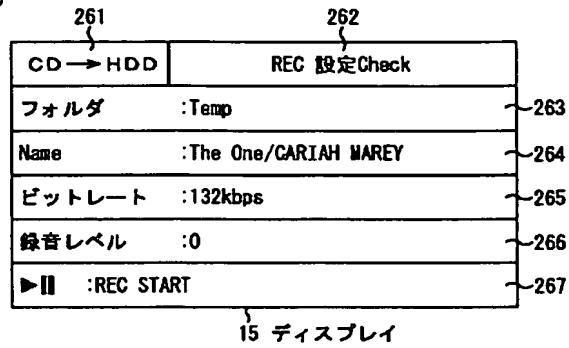 261 262
CD→HDD REC 設定Check
フォルダ :Temp 263
Name :The One/CARIAH MAREY 264
ビットレート :132kbps 265
録音レベル :0 266
▶II :REC START 267
15 ディスプレイ